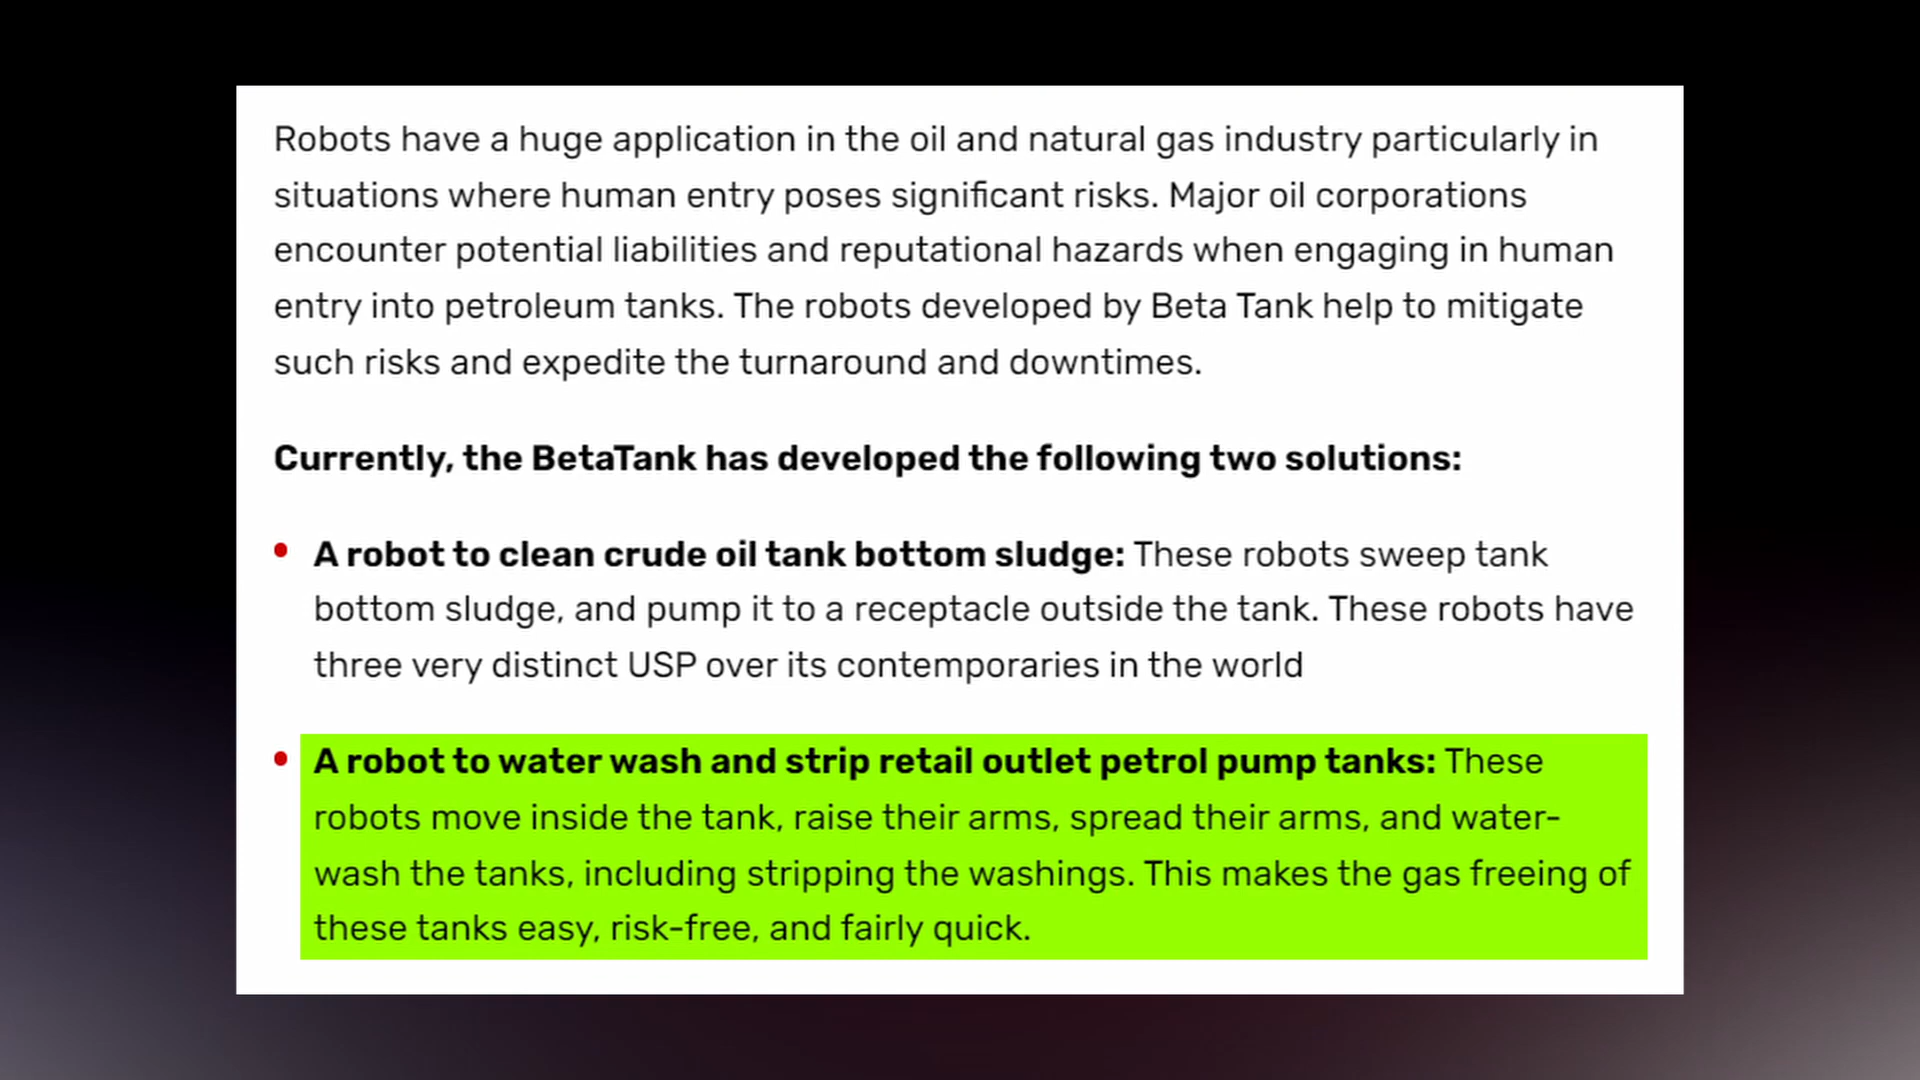 Robots have a huge application in the oil and natural gas industry particularly in
situations where human entry poses significant risks. Major oil corporations
encounter potential liabilities and reputational hazards when engaging in human
entry into petroleum tanks. The robots developed by Beta Tank help to mitigate
such risks and expedite the turnaround and downtimes.
Currently, the BetaTank has developed the following two solutions:
• A robot to clean crude oil tank bottom sludge: These robots sweep tank
bottom sludge, and pump it to a receptacle outside the tank. These robots have
three very distinct USP over its contemporaries in the world
• A robot to water wash and strip retail outlet petrol pump tanks: These
robots move inside the tank, raise their arms, spread their arms, and water-
wash the tanks, including stripping the washings. This makes the gas freeing of
these tanks easy, risk-free, and fairly quick.